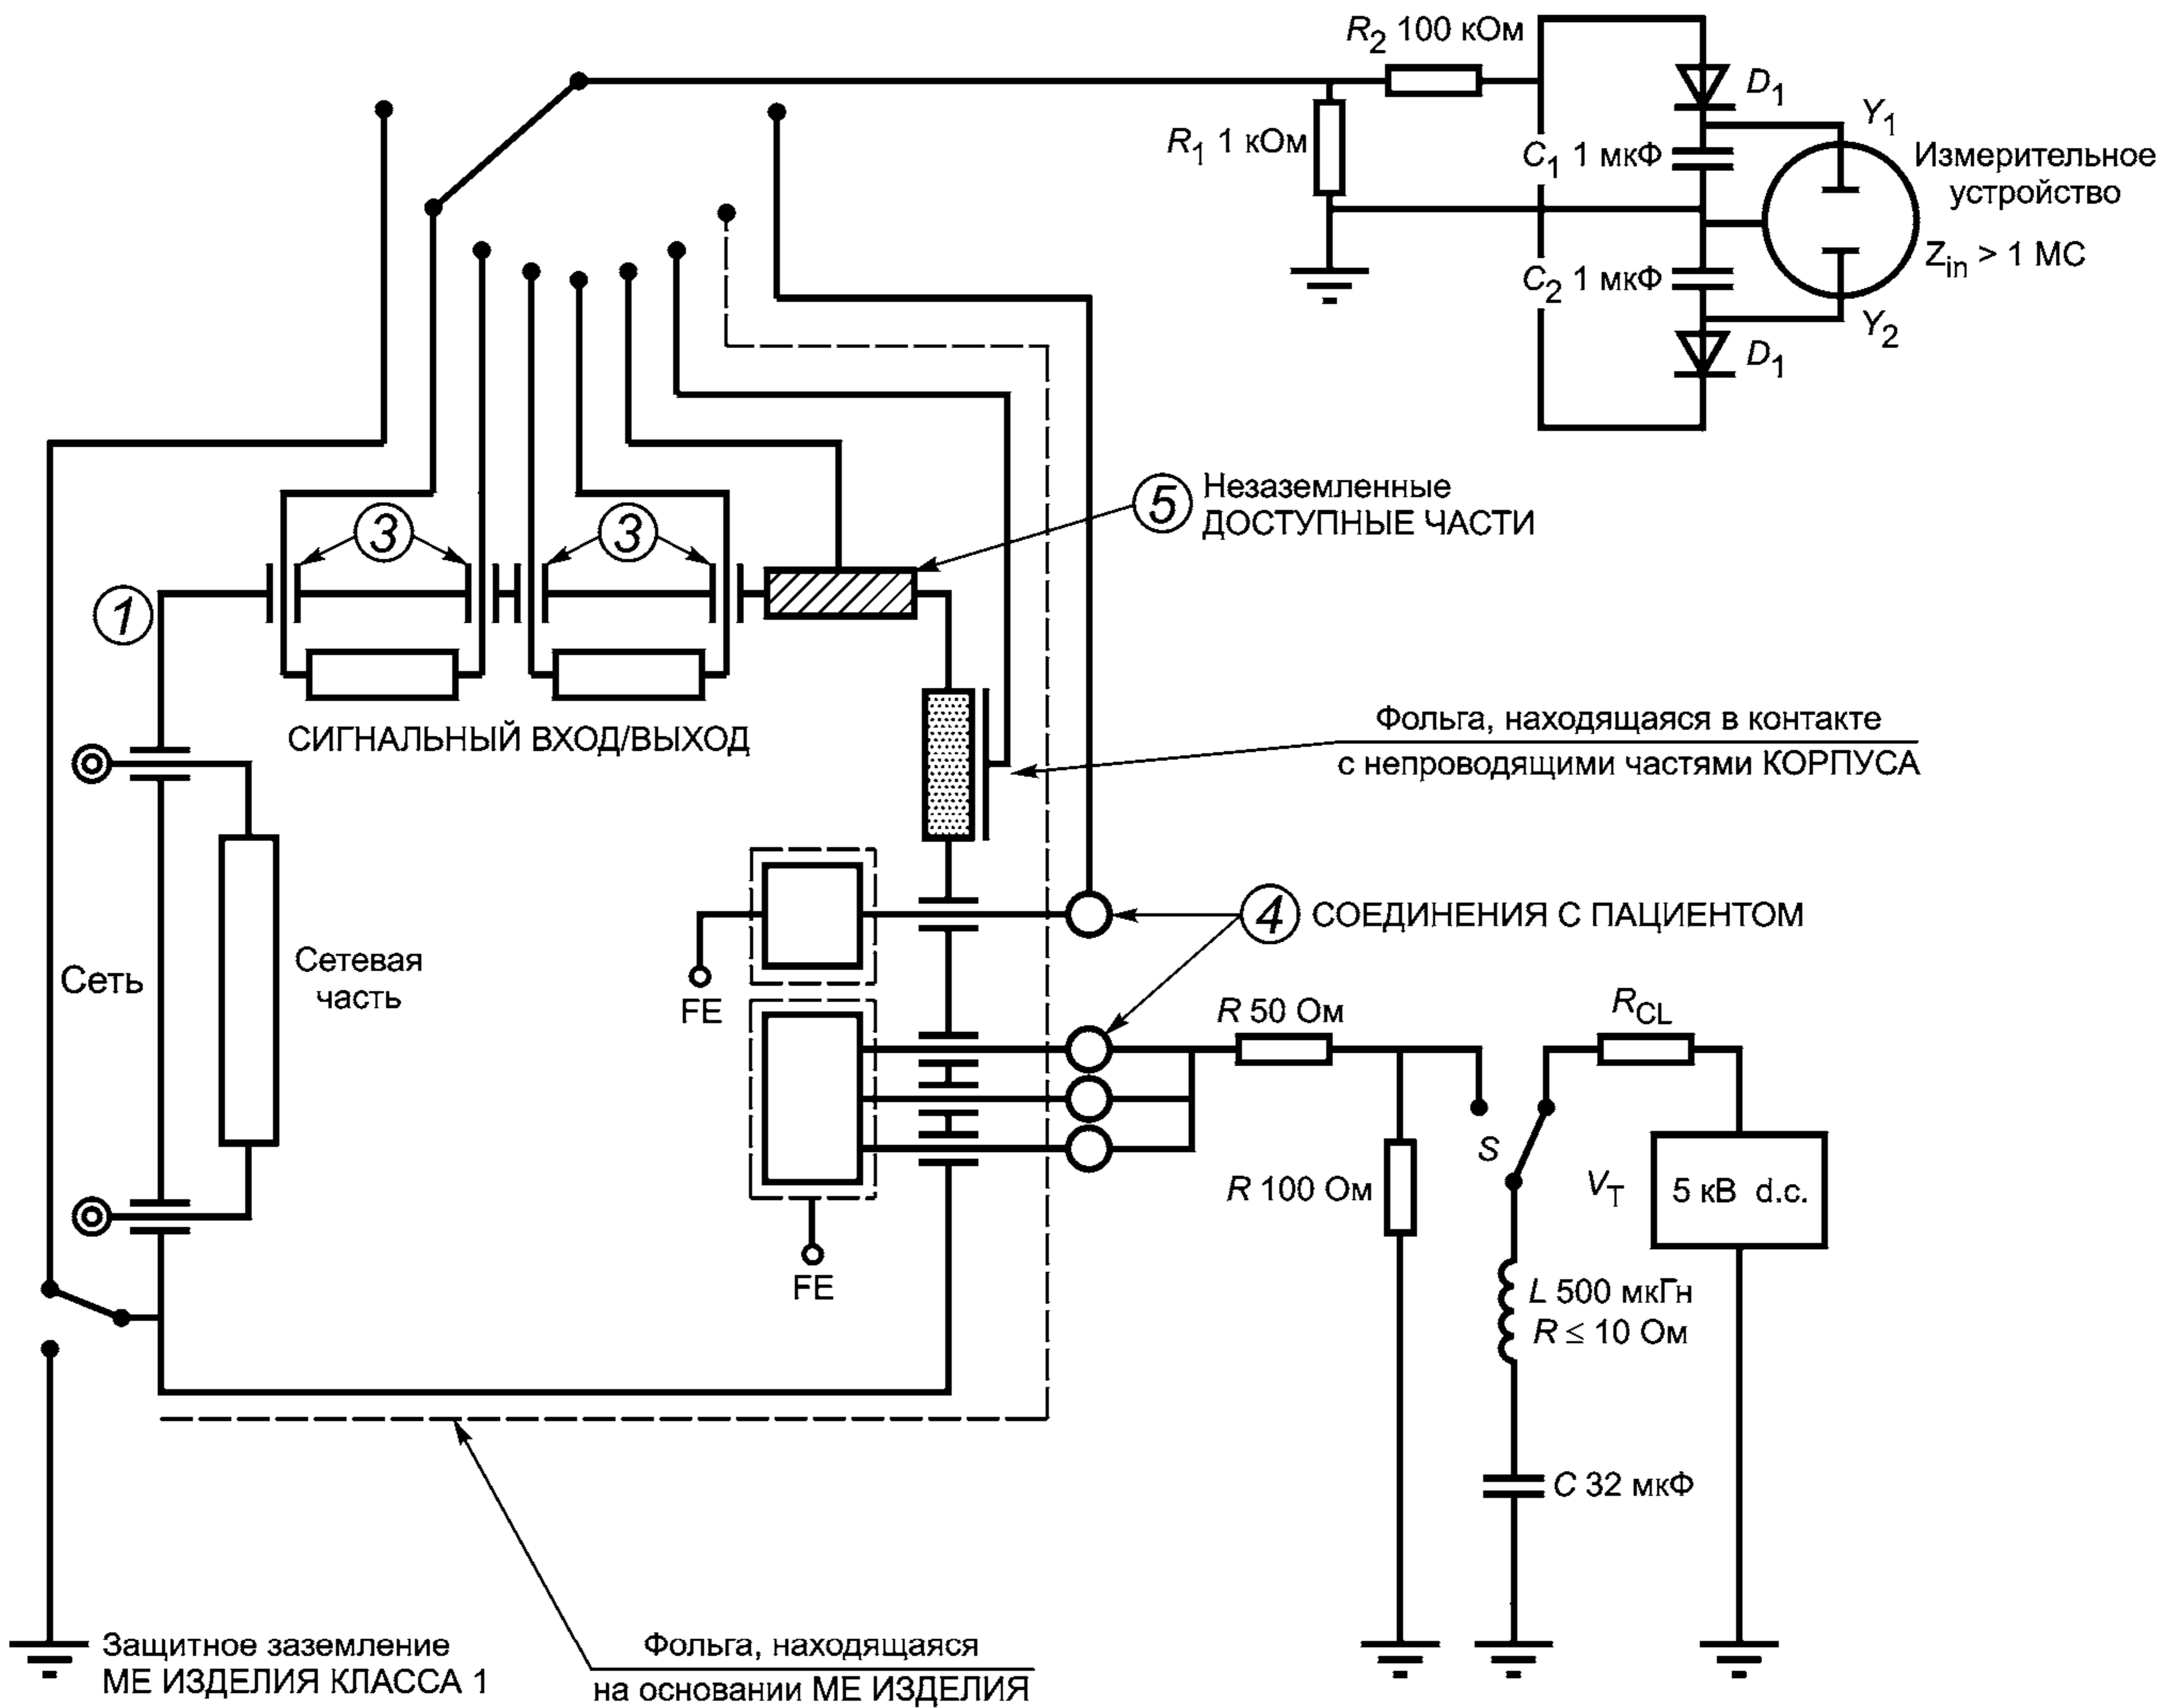 R2 100 кОм
D1
Y1
R1 1 кОм
C1 1 мкФ
Измерительное
устройство
Zin > 1 МС
C2 1 мкФ
Y2
D1
5 Незаземленные
ДОСТУПНЫЕ ЧАСТИ
3
3
1
СИГНАЛЬНЫЙ ВХОД/ВЫХОД
Фольга, находящаяся в контакте
с непроводящими частями КОРПУСА
4 СОЕДИНЕНИЯ С ПАЦИЕНТОМ
Сеть
Сетевая
часть
FE
R 50 Ом
RCL
S
R 100 Ом
VT
5 кВ d.c.
FE
L 500 мкГн
R ≤ 10 Ом
C 32 мкФ
Защитное заземление
МЕ ИЗДЕЛИЯ КЛАССА 1
Фольга, находящаяся
на основании МЕ ИЗДЕЛИЯ